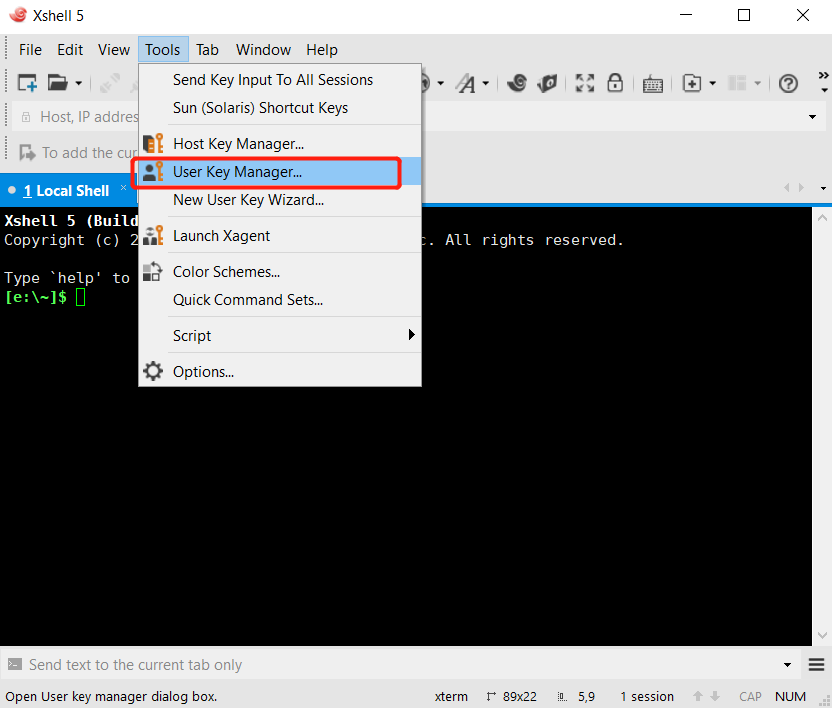 Xshell 5
File Edit View Tools Tab Window Help
Send Key Input To All Sessions
Sun (Solaris) Shortcut Keys
Host, IP addres
Host Key Manager...
To add the cur
User Key Manager...
1 Local Shell
New User Key Wizard...
Xshell 5 (Build
Launch Xagent
Copyright (c) 2 c. All rights reserved.
Color Schemes...
Type `help' to
[e:\~]$
Quick Command Sets...
Script
Options...
Send text to the current tab only
Open User key manager dialog box. xterm 89x22 5,9 1 session CAP NUM